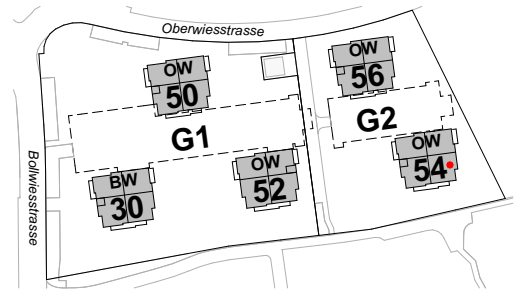 Oberwiesstrasse
OW
56
OW
50
G2
G1
OW
54
OW
52
BW
30
Bollwiesstrasse